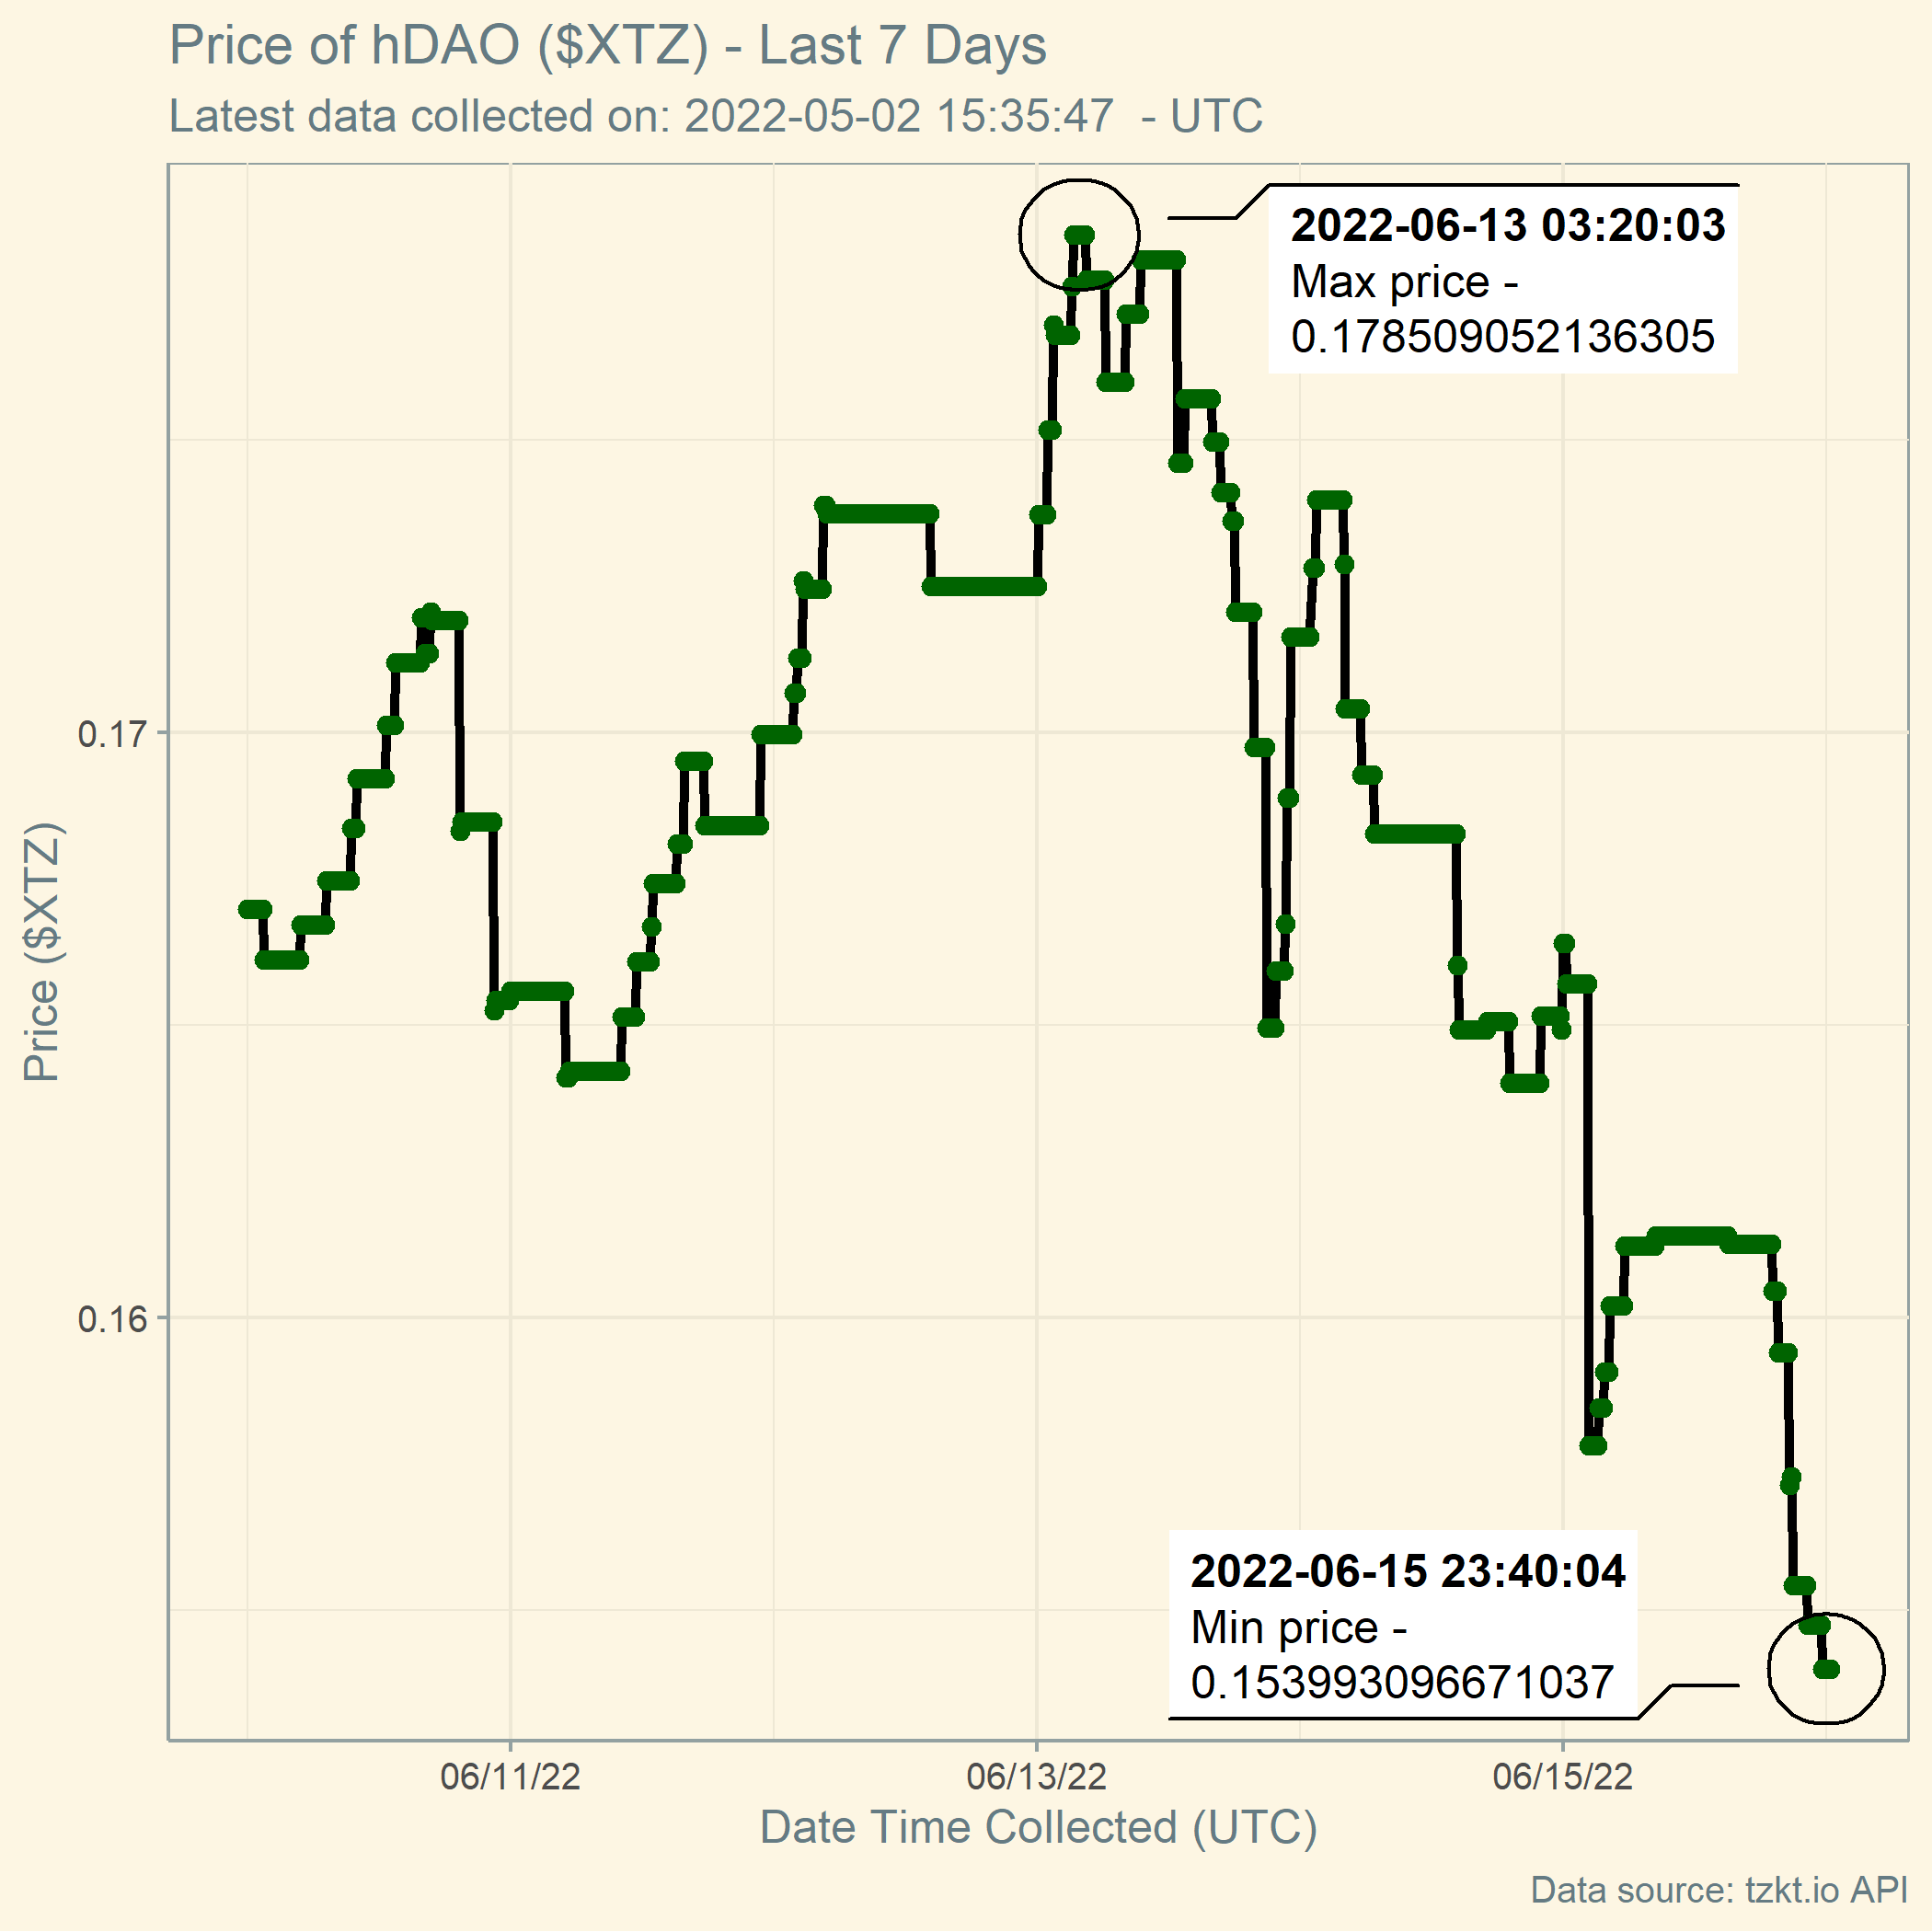 Price of hDAO ($XTZ) - Last 7 Days
Latest data collected on: 2022-05-02 15:35:47  - UTC
2022-06-13 03:20:03
Max price -
0.178509052136305
0.17
Price ($XTZ)
0.16
2022-06-15 23:40:04
Min price -
0.153993096671037
06/11/22
06/13/22
06/15/22
Date Time Collected (UTC)
Data source: tzkt.io API